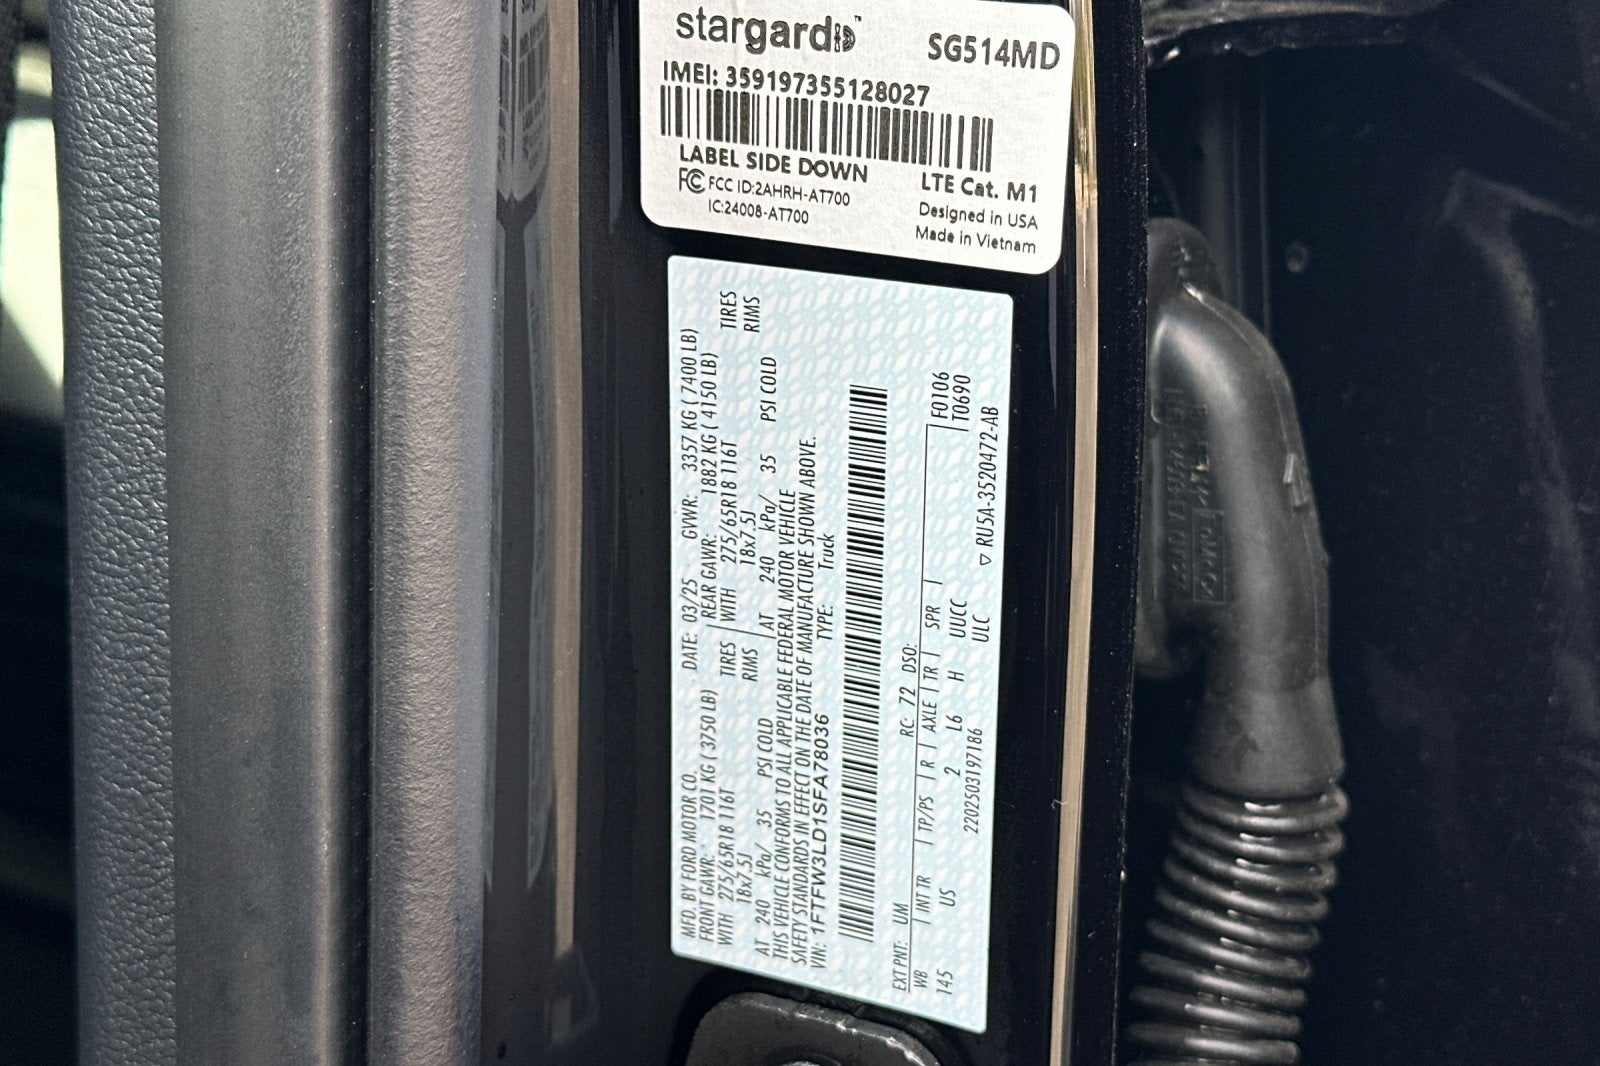 stargard™
SG514MD
IMEI: 359197355128027
LABEL SIDE DOWN
LTE Cat. M1
FCC ID:2AHRH-AT700
IC:24008-AT700
Designed in USA
Made in Vietnam
MFD. BY FORD MOTOR CO. DATE: 03/25 GVWR: 3357 KG ( 7400 LB)
FRONT GAWR: 1701 KG ( 3750 LB) REAR GAWR: 1882 KG ( 4150 LB)
WITH 275/65R18 116T TIRES WITH 275/65R18 116T TIRES
18x7.5J RIMS 18x7.5J RIMS
AT 240 kPa/ 35 PSI COLD AT 240 kPa/ 35 PSI COLD
THIS VEHICLE CONFORMS TO ALL APPLICABLE FEDERAL MOTOR VEHICLE
SAFETY STANDARDS IN EFFECT ON THE DATE OF MANUFACTURE SHOWN ABOVE.
VIN: 1FTFW3LD1SFA78036 TYPE: Truck
EXT PNT: UM RC: 72 DSO:
WB INT TR TP/PS R AXLE TR SPR F0106
145 US 2 L6 H UUCC T0690
2202503197186 ULC
RU5A-3520472-AB
FoMoCo